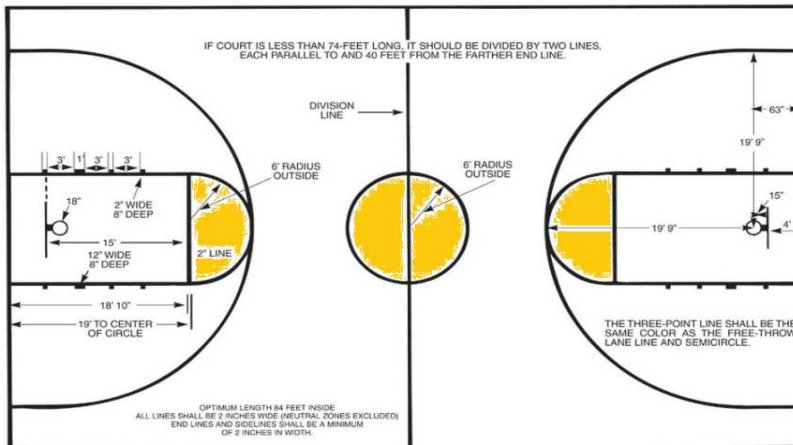 IF COURT IS LESS THAN 74-FEET LONG, IT SHOULD BE DIVIDED BY TWO LINES,
EACH PARALLEL TO AND 40 FEET FROM THE FARTHER END LINE.
DIVISION
LINE
63"
3' 1' 3' 3'
6' RADIUS
OUTSIDE
6' RADIUS
OUTSIDE
19' 9"
18"
2" WIDE
8" DEEP
15"
15'
2" LINE
19' 9"
4'
12" WIDE
8" DEEP
18' 10"
19' TO CENTER
OF CIRCLE
THE THREE-POINT LINE SHALL BE THE
SAME COLOR AS THE FREE-THROW
LANE LINE AND SEMICIRCLE.
OPTIMUM LENGTH 84 FEET INSIDE
ALL LINES SHALL BE 2 INCHES WIDE (NEUTRAL ZONES EXCLUDED)
END LINES AND SIDELINES SHALL BE A MINIMUM
OF 2 INCHES IN WIDTH.